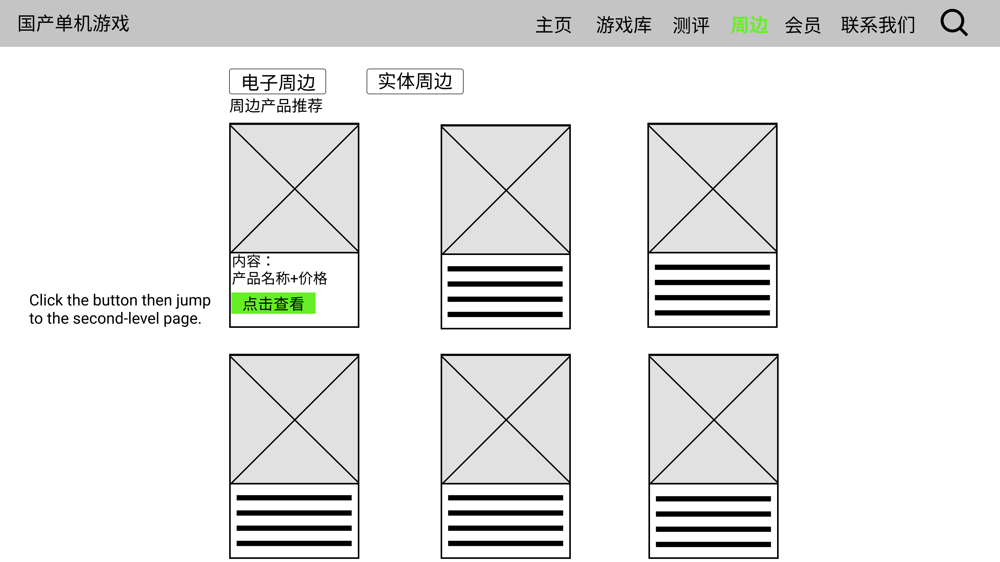 国产单机游戏
主页 游戏库 测评 周边 会员 联系我们
电子周边 实体周边
周边产品推荐
内容：
产品名称+价格
点击查看
Click the button then jump
to the second-level page.